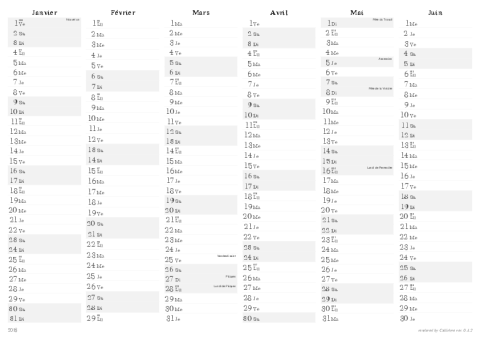 Janvier
1 Ve
2 Sa
3 Di
4 Lu
5 Ma
6 Me
7 Je
8 Ve
9 Sa
10 Di
11 Lu
12 Ma
13 Me
14 Je
15 Ve
16 Sa
17 Di
18 Lu
19 Ma
20 Me
21 Je
22 Ve
23 Sa
24 Di
25 Lu
26 Ma
27 Me
28 Je
29 Ve
30 Sa
31 Di
Février
1 Lu
2 Ma
3 Me
4 Je
5 Ve
6 Sa
7 Di
8 Lu
9 Ma
10 Me
11 Je
12 Ve
13 Sa
14 Di
15 Lu
16 Ma
17 Me
18 Je
19 Ve
20 Sa
21 Di
22 Lu
23 Ma
24 Me
25 Je
26 Ve
27 Sa
28 Di
29 Lu
Mars
1 Ma
2 Me
3 Je
4 Ve
5 Sa
6 Di
7 Lu
8 Ma
9 Me
10 Je
11 Ve
12 Sa
13 Di
14 Lu
15 Ma
16 Me
17 Je
18 Ve
19 Sa
20 Di
21 Lu
22 Ma
23 Me
24 Je
25 Ve Vendredi saint
26 Sa
27 Di Pâques
28 Lu Lundi de Pâques
29 Ma
30 Me
31 Je
Avril
1 Ve
2 Sa
3 Di
4 Lu
5 Ma
6 Me
7 Je
8 Ve
9 Sa
10 Di
11 Lu
12 Ma
13 Me
14 Je
15 Ve
16 Sa
17 Di
18 Lu
19 Ma
20 Me
21 Je
22 Ve
23 Sa
24 Di
25 Lu
26 Ma
27 Me
28 Je
29 Ve
30 Sa
Mai
1 Di Fête du Travail
2 Lu
3 Ma
4 Me
5 Je Ascension
6 Ve
7 Sa
8 Di Fête de la Victoire
9 Lu
10 Ma
11 Me
12 Je
13 Ve
14 Sa
15 Di
16 Lu Lundi de Pentecôte
17 Ma
18 Me
19 Je
20 Ve
21 Sa
22 Di
23 Lu
24 Ma
25 Me
26 Je
27 Ve
28 Sa
29 Di
30 Lu
31 Ma
Juin
1 Me
2 Je
3 Ve
4 Sa
5 Di
6 Lu
7 Ma
8 Me
9 Je
10 Ve
11 Sa
12 Di
13 Lu
14 Ma
15 Me
16 Je
17 Ve
18 Sa
19 Di
20 Lu
21 Ma
22 Me
23 Je
24 Ve
25 Sa
26 Di
27 Lu
28 Ma
29 Me
30 Je
2016